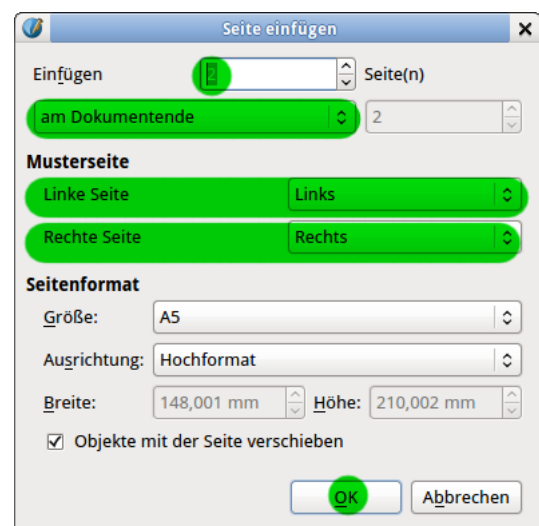 Seite einfügen
Einfügen 2 Seite(n)
am Dokumentende 2
Musterseite
Linke Seite Links
Rechte Seite Rechts
Seitenformat
Größe: A5
Ausrichtung: Hochformat
Breite: 148,001 mm Höhe: 210,002 mm
Objekte mit der Seite verschieben
OK Abbrechen